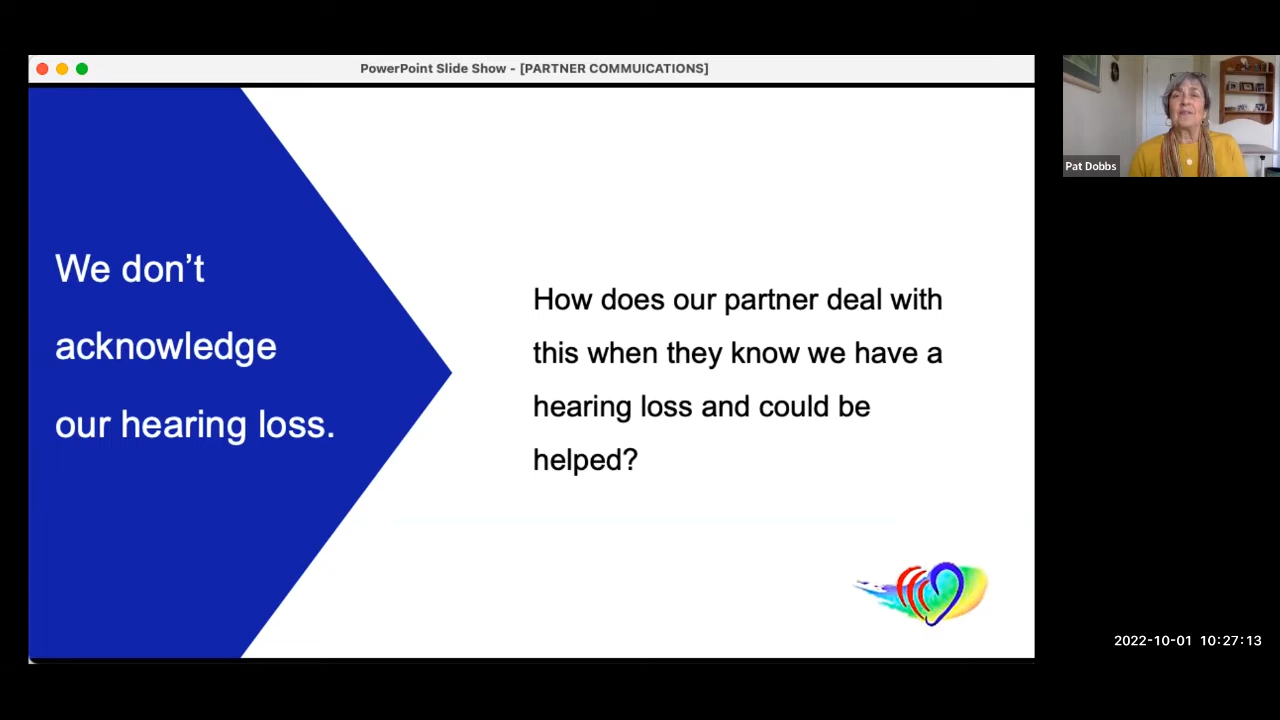 PowerPoint Slide Show - [PARTNER COMMUICATIONS]
We don’t
acknowledge
our hearing loss.
How does our partner deal with
this when they know we have a
hearing loss and could be
helped?
Pat Dobbs
2022-10-01 10:27:13